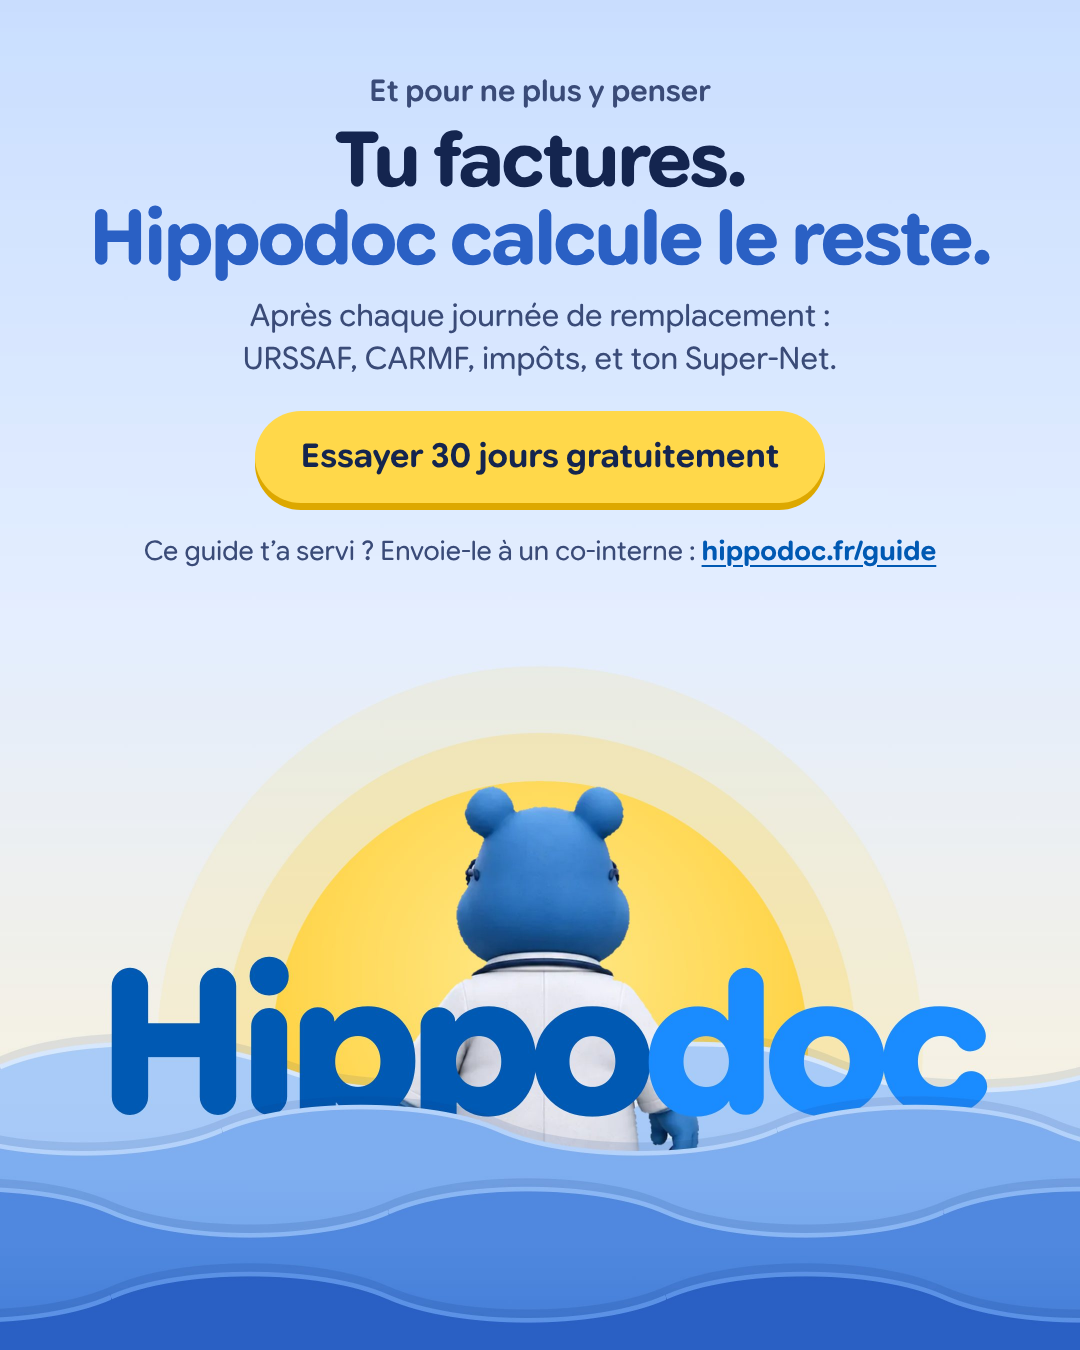 Et pour ne plus y penser
Tu factures.
Hippodoc calcule le reste.
Après chaque journée de remplacement :
URSSAF, CARMF, impôts, et ton Super-Net.
Essayer 30 jours gratuitement
Ce guide t’a servi ? Envoie-le à un co-interne : hippodoc.fr/guide
Hippodoc